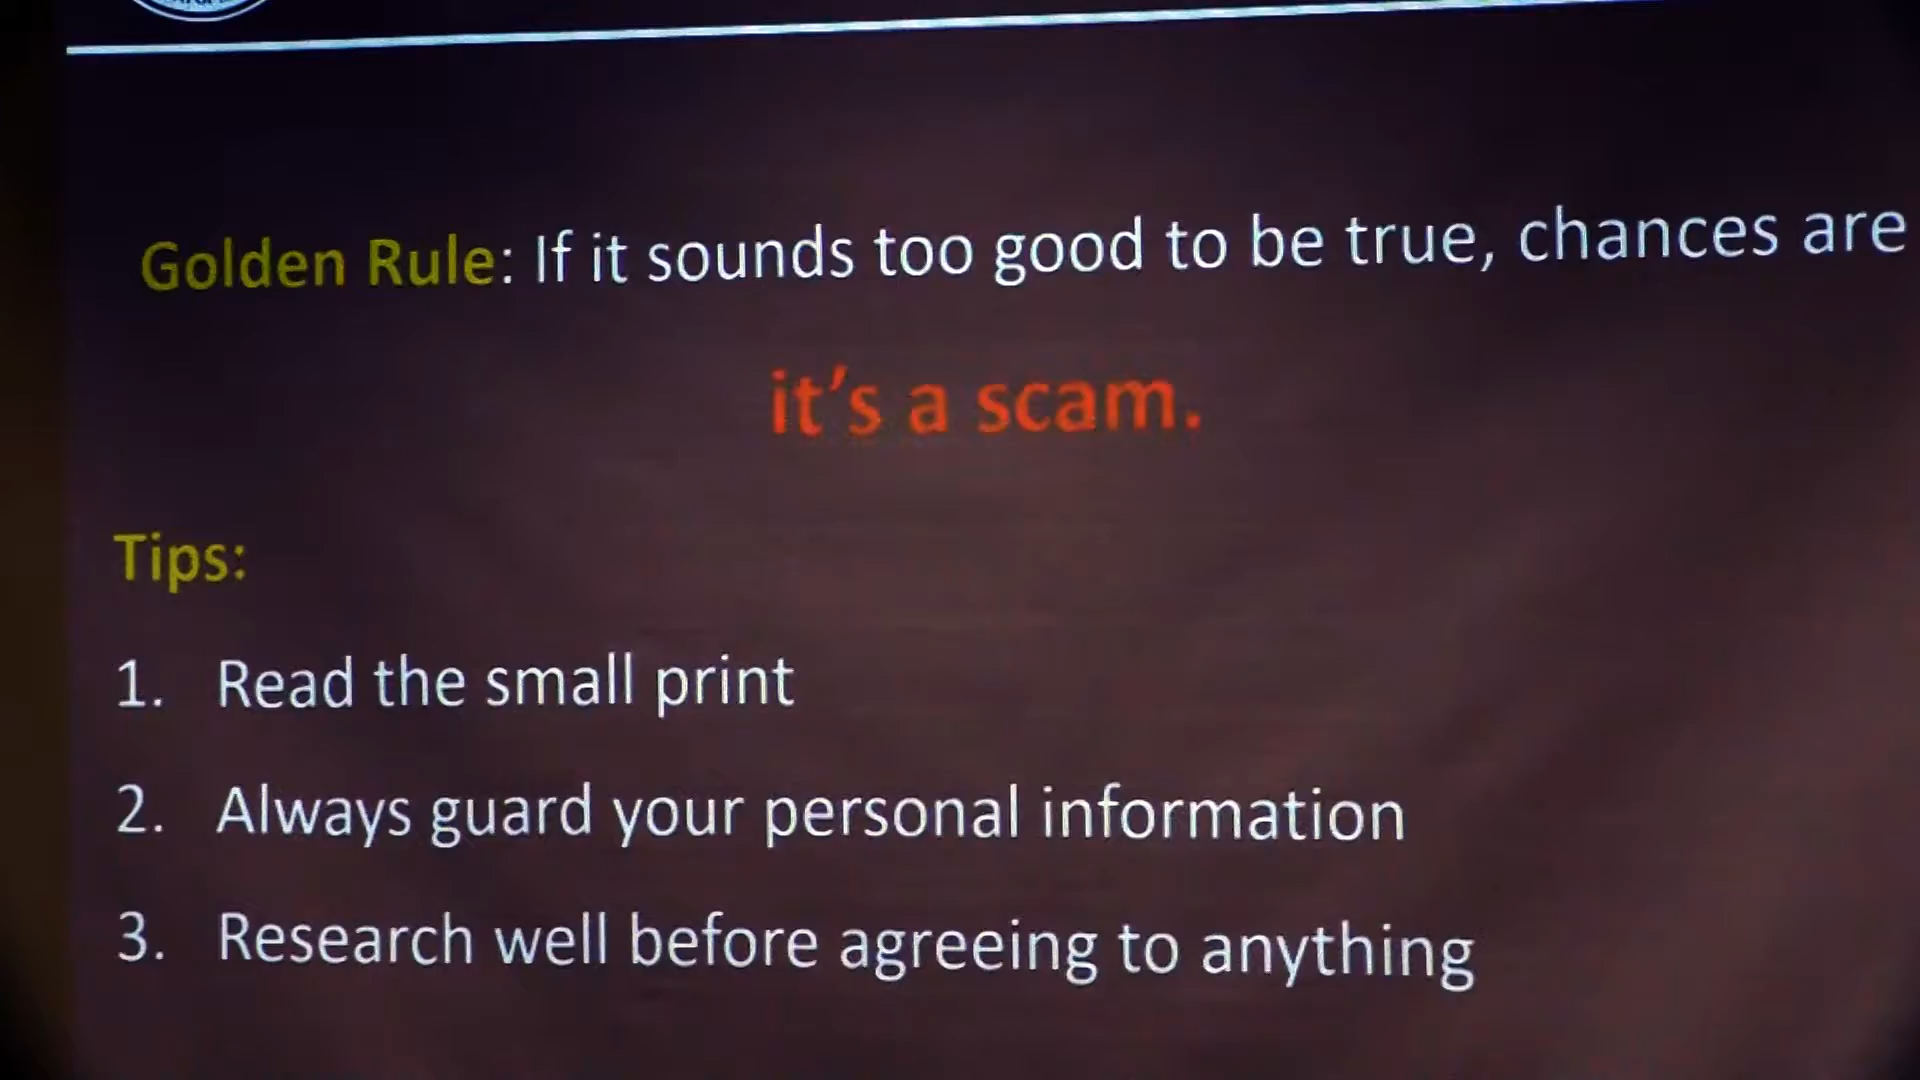 Golden Rule: If it sounds too good to be true, chances are
it’s a scam.
Tips:
1. Read the small print
2. Always guard your personal information
3. Research well before agreeing to anything